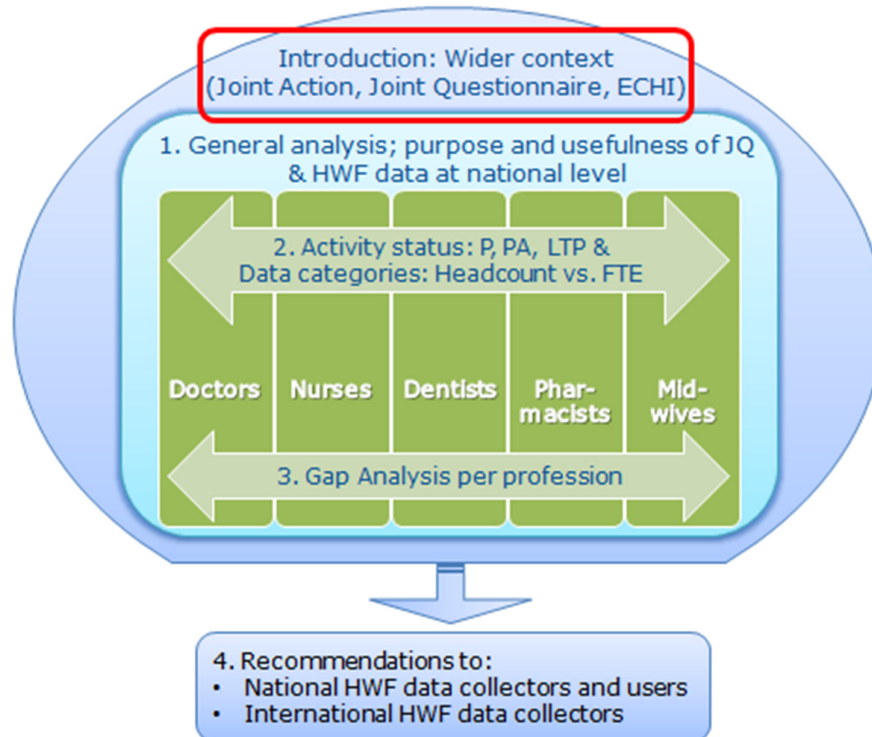 Introduction: Wider context
(Joint Action, Joint Questionnaire, ECHI)
1. General analysis; purpose and usefulness of JQ
& HWF data at national level
2. Activity status: P, PA, LTP &
Data categories: Headcount vs. FTE
Doctors
Nurses
Dentists
Phar-
macists
Mid-
wives
3. Gap Analysis per profession
4. Recommendations to:
• National HWF data collectors and users
• International HWF data collectors